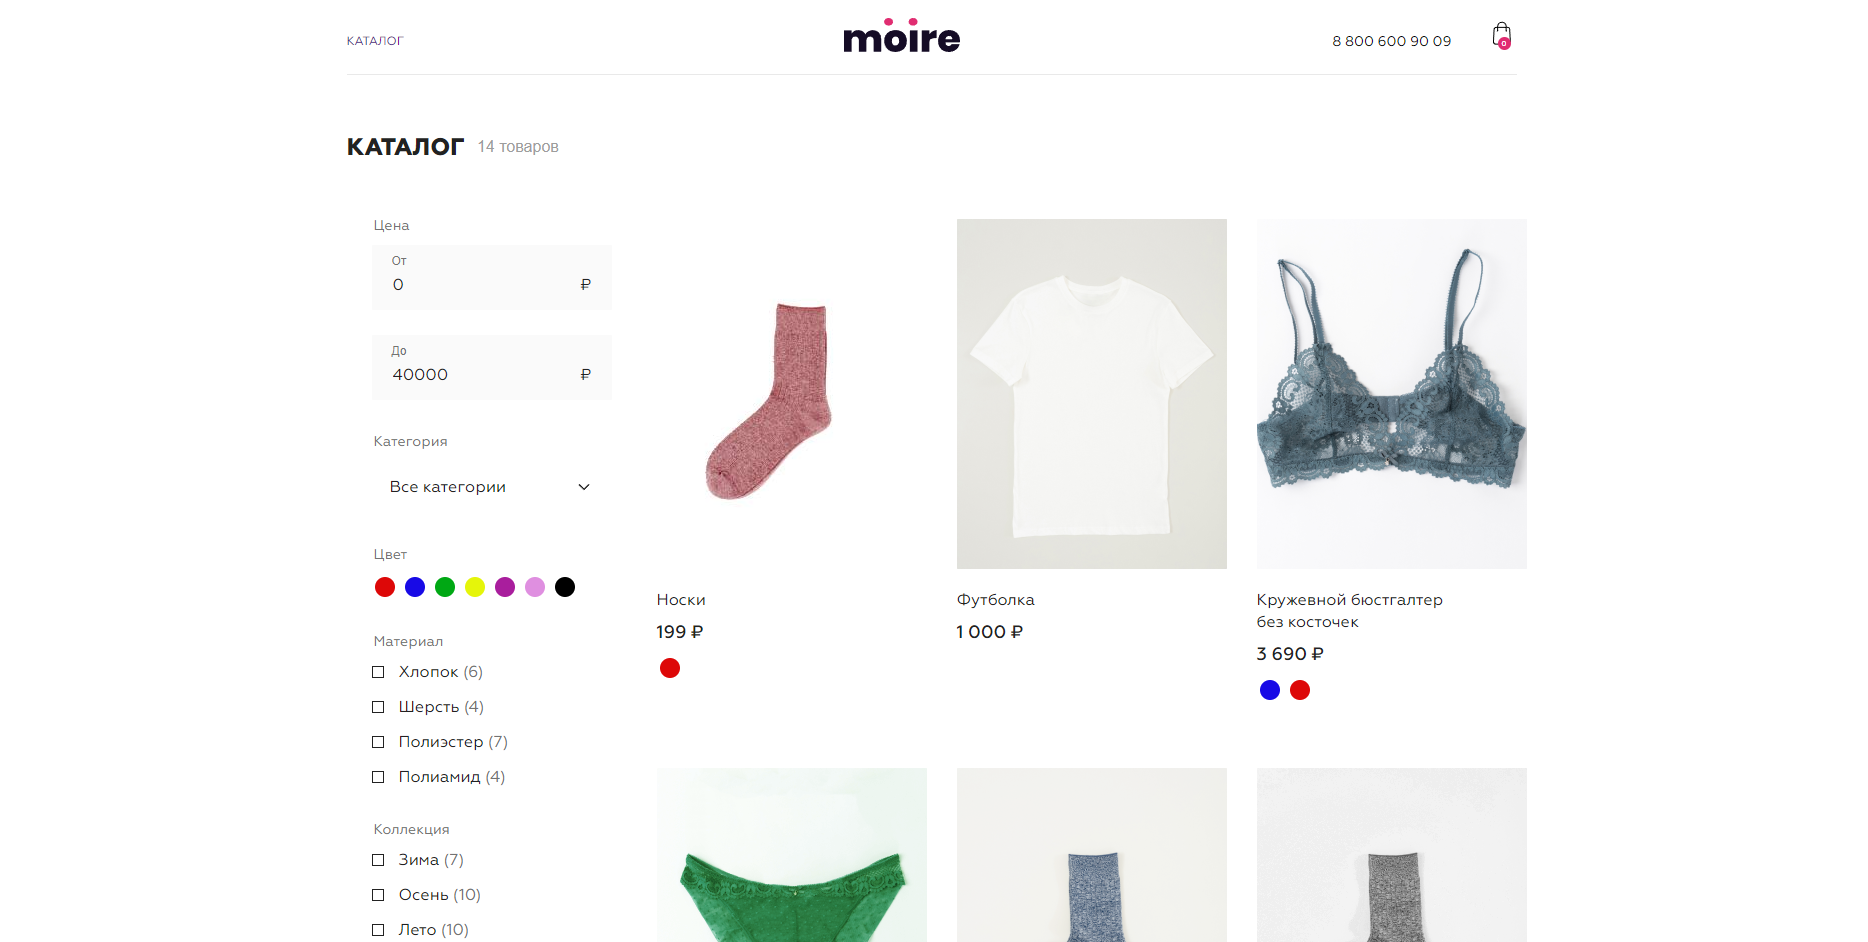 КАТАЛОГ
moire
8 800 600 90 09
0
КАТАЛОГ 14 товаров
Цена
От
0 ₽
До
40000 ₽
Категория
Все категории
Цвет
Материал
Хлопок (6)
Шерсть (4)
Полиэстер (7)
Полиамид (4)
Коллекция
Зима (7)
Осень (10)
Лето (10)
Носки
199 ₽
Футболка
1 000 ₽
Кружевной бюстгалтер
без косточек
3 690 ₽